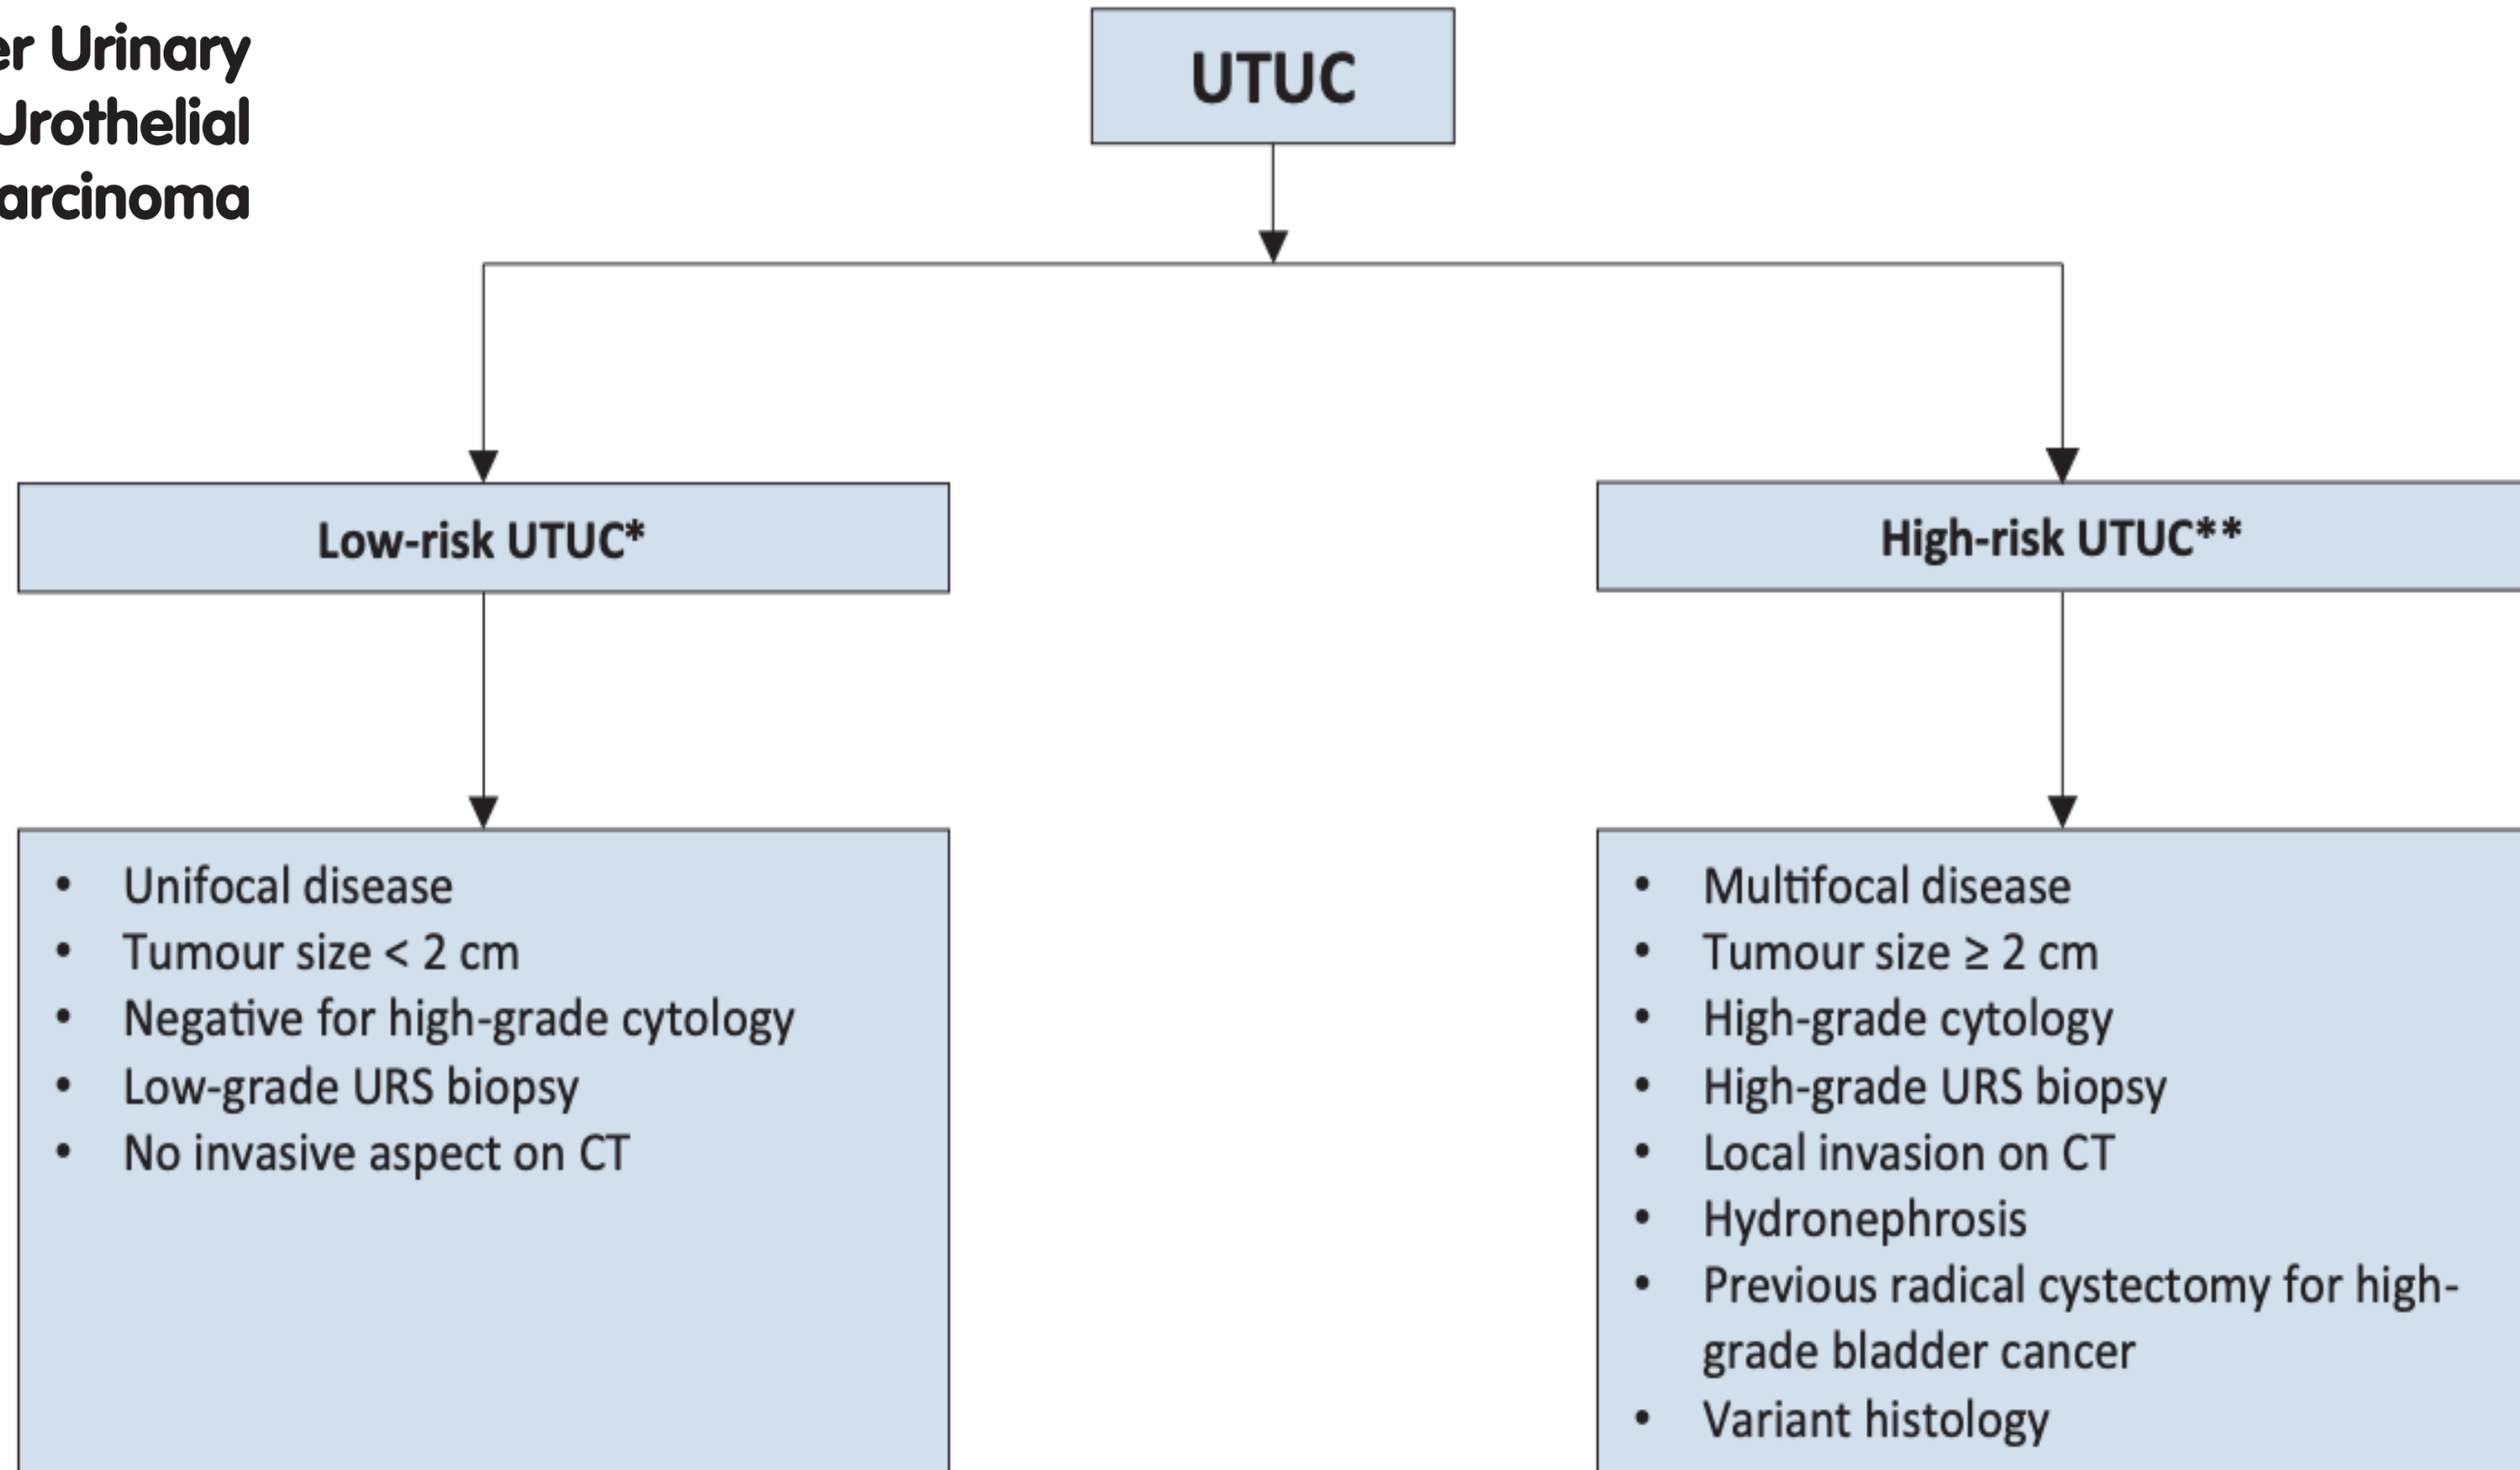 er Urinary
Urothelial
arcinoma
UTUC
Low-risk UTUC*
High-risk UTUC**
• Unifocal disease
• Tumour size < 2 cm
• Negative for high-grade cytology
• Low-grade URS biopsy
• No invasive aspect on CT
• Multifocal disease
• Tumour size ≥ 2 cm
• High-grade cytology
• High-grade URS biopsy
• Local invasion on CT
• Hydronephrosis
• Previous radical cystectomy for high-
grade bladder cancer
• Variant histology